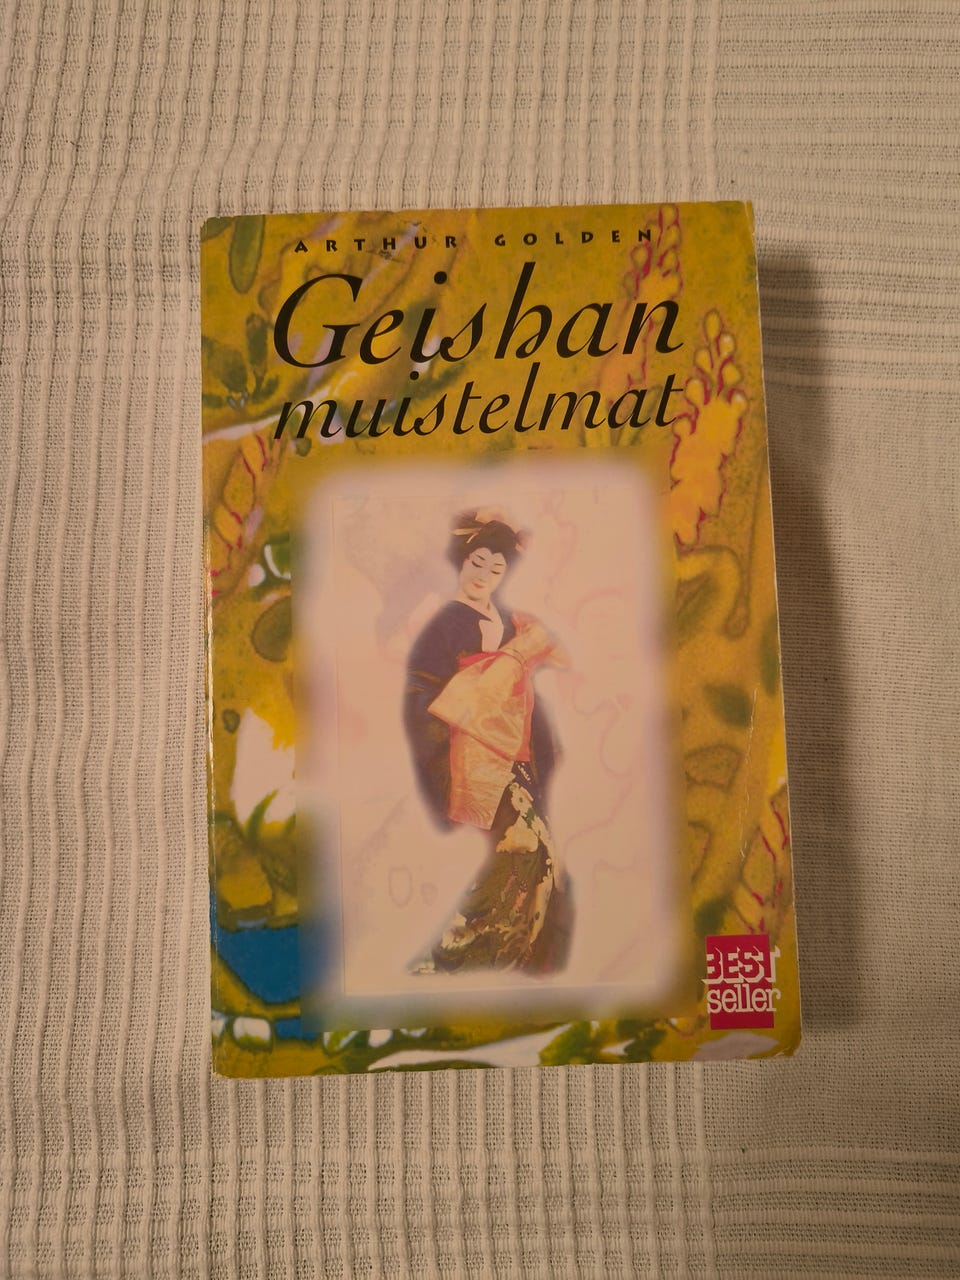 ARTHUR GOLDEN
Geishan
muistelmat
BEST
seller